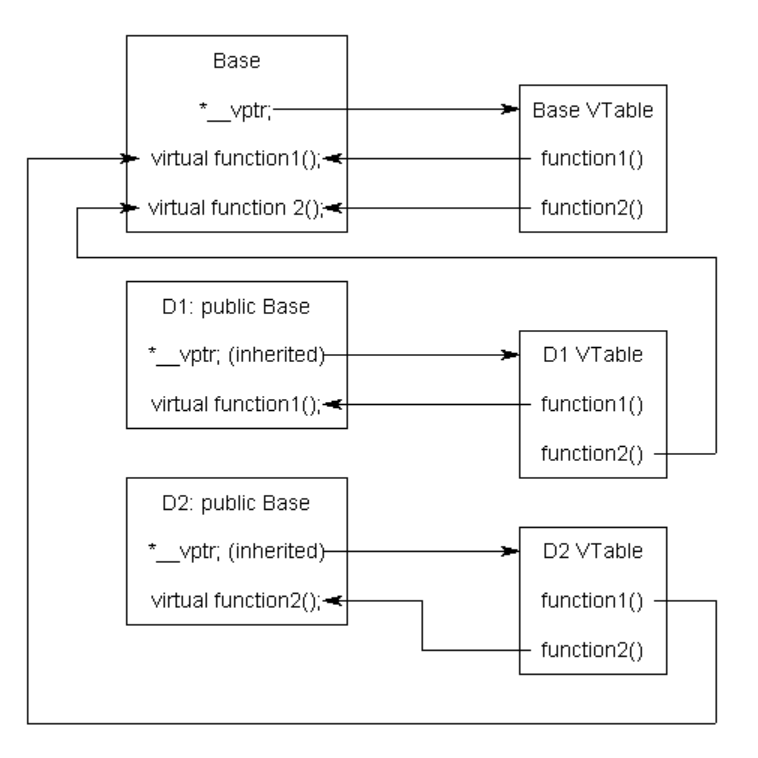 Base
*__vptr;
virtual function1();
virtual function 2();
Base VTable
function1()
function2()
D1: public Base
*__vptr; (inherited)
virtual function1();
D1 VTable
function1()
function2()
D2: public Base
*__vptr; (inherited)
virtual function2();
D2 VTable
function1()
function2()